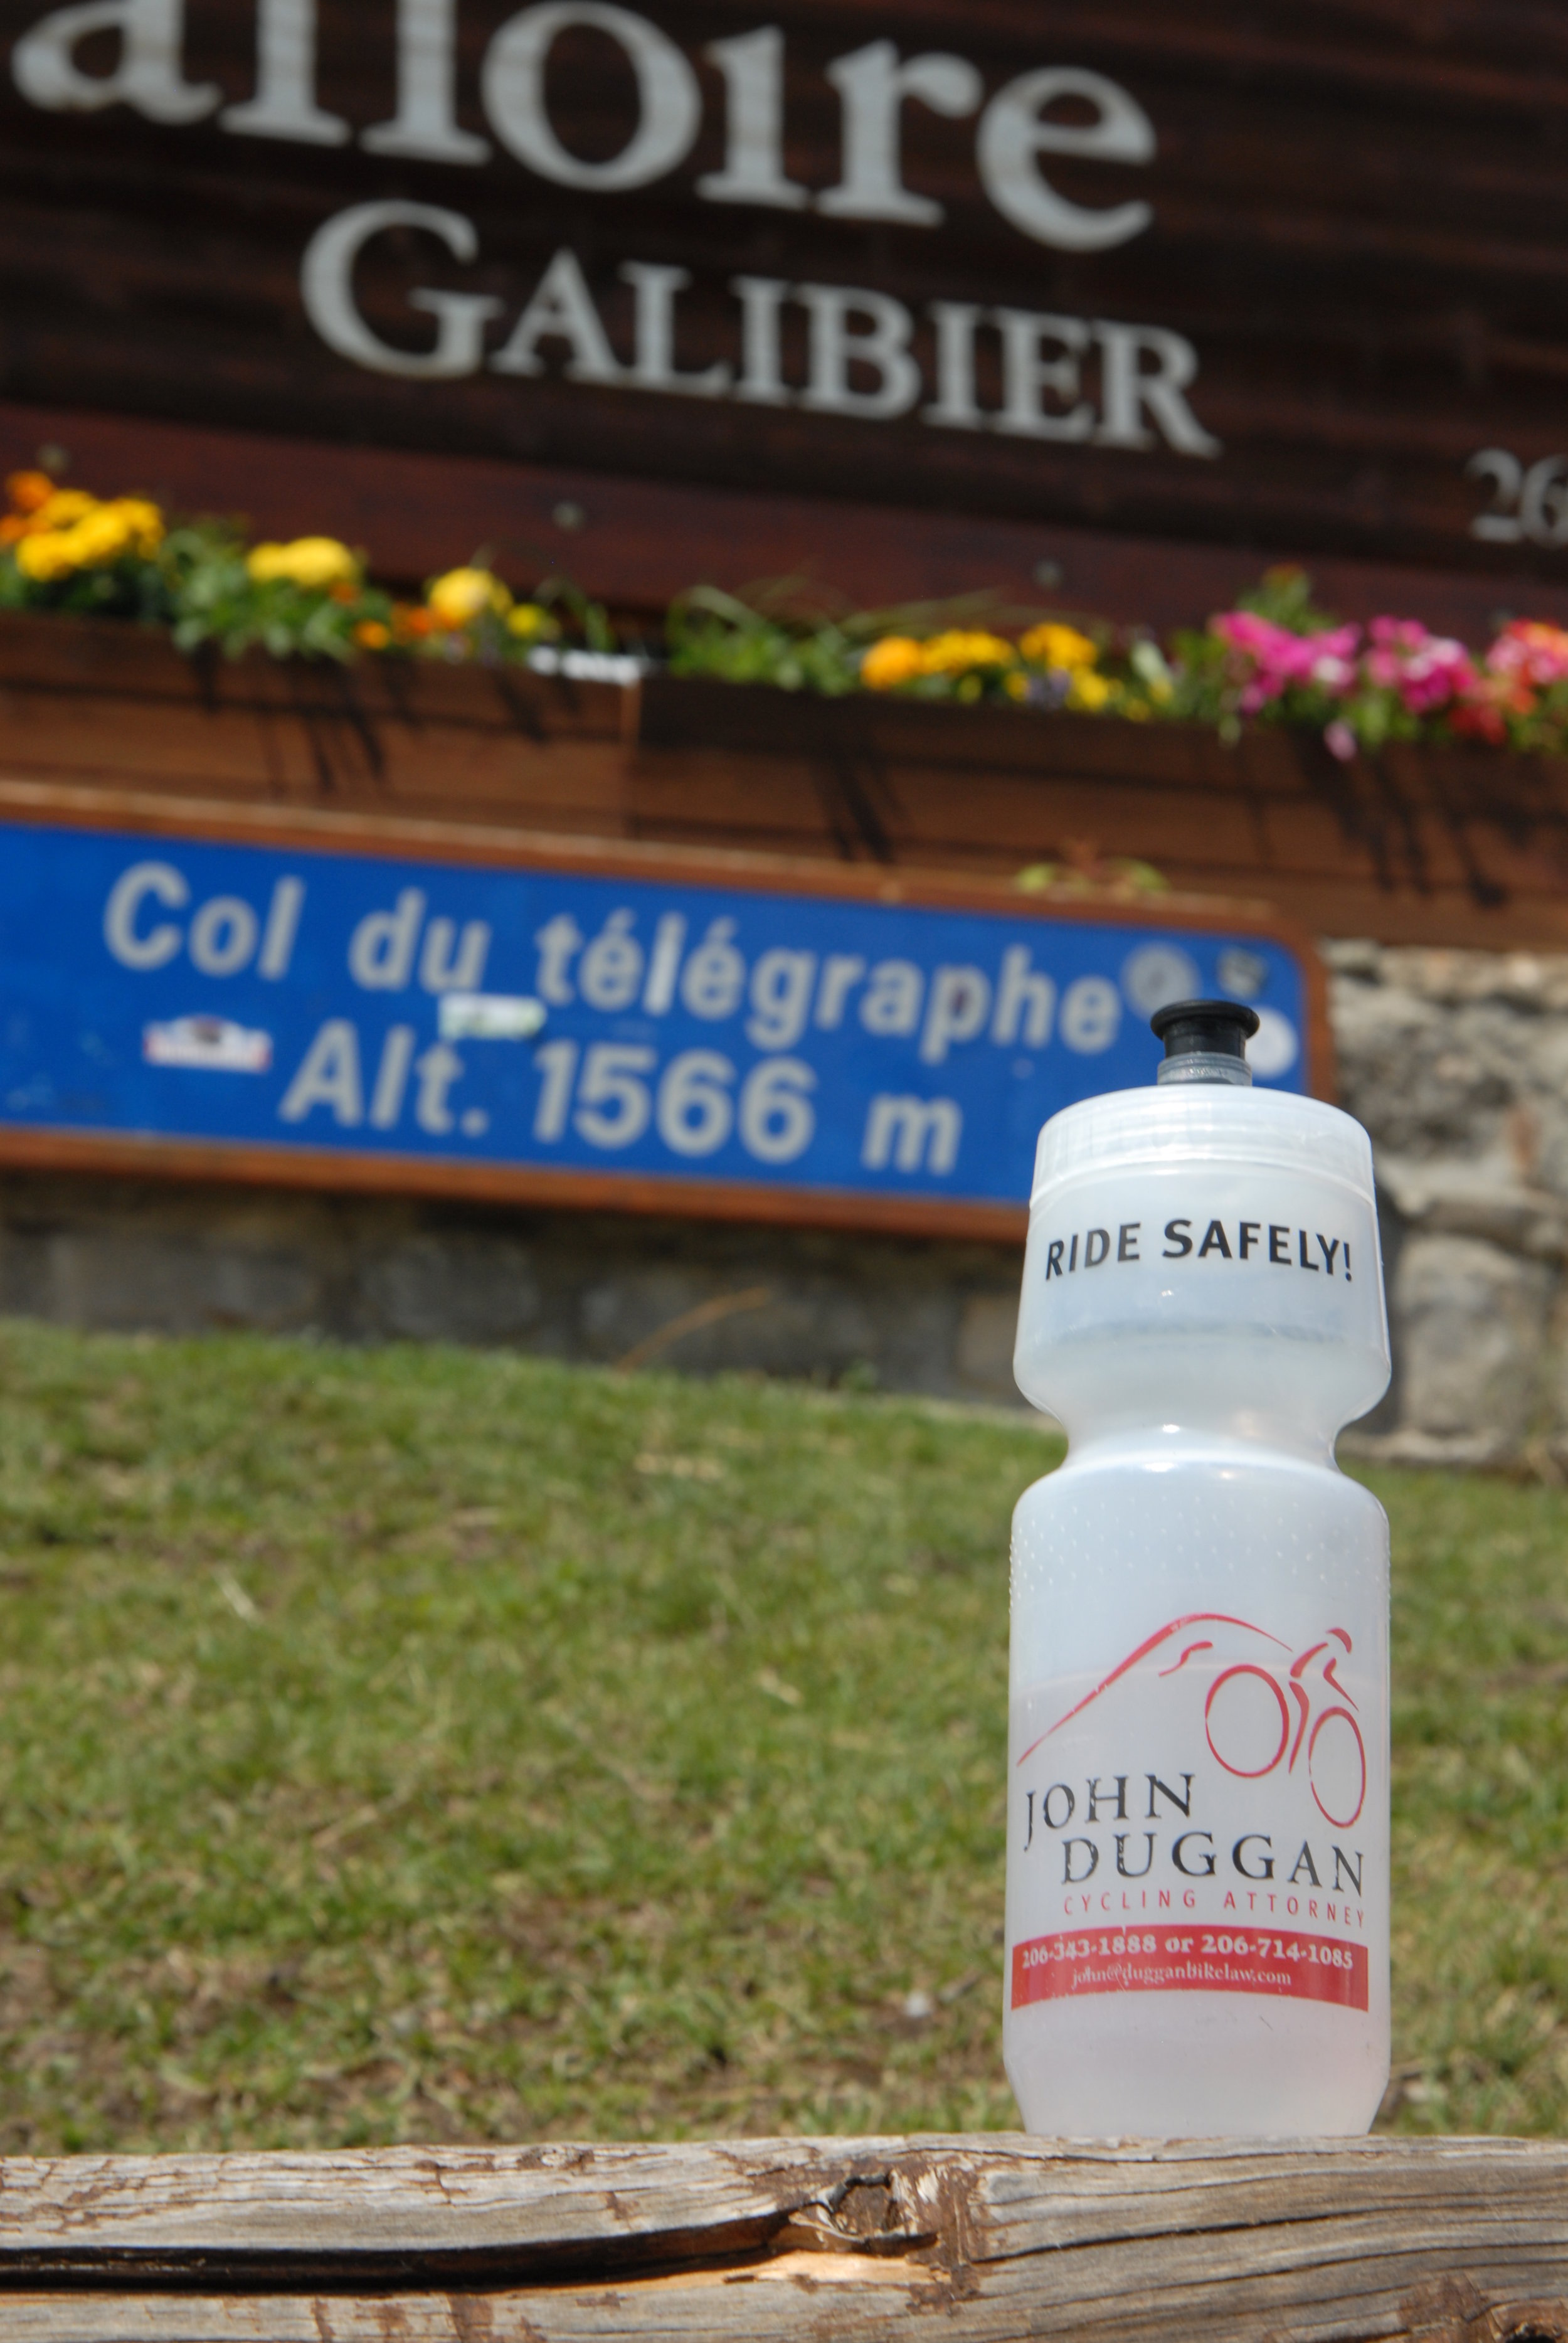 alloire
GALIBIER
26
Col du télégraphe
Alt. 1566 m
RIDE SAFELY!
JOHN
DUGGAN
CYCLING ATTORNEY
206-343-1888 or 206-714-1085
john@dugganbikelaw.com